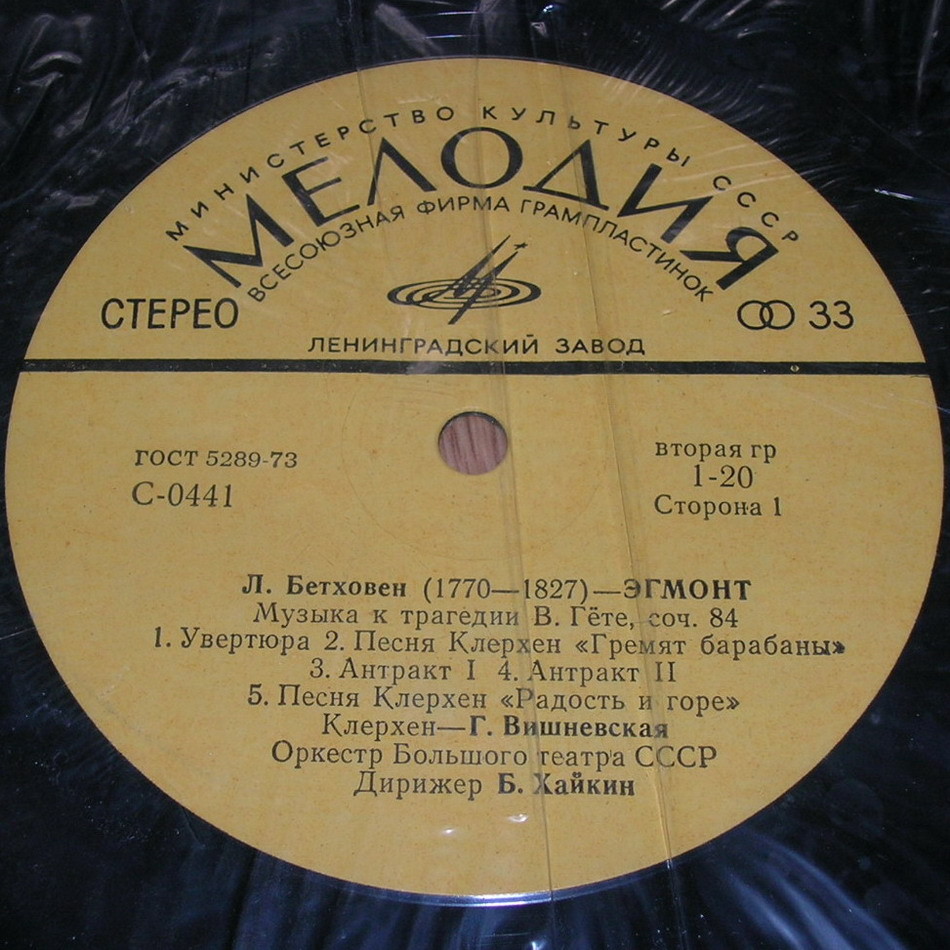 МИНИСТЕРСТВО КУЛЬТУРЫ СССР
МЕЛОДИЯ
ВСЕСОЮЗНАЯ ФИРМА ГРАМПЛАСТИНОК
СТЕРЕО
33
ЛЕНИНГРАДСКИЙ ЗАВОД
ГОСТ 5289-73
С-0441
вторая гр
1-20
Сторона 1
Л. Бетховен (1770—1827)—ЭГМОНТ
Музыка к трагедии В. Гёте, соч. 84
1. Увертюра 2. Песня Клерхен «Гремят барабаны»
3. Антракт I 4. Антракт II
5. Песня Клерхен «Радость и горе»
Клерхен—Г. Вишневская
Оркестр Большого театра СССР
Дирижер Б. Хайкин